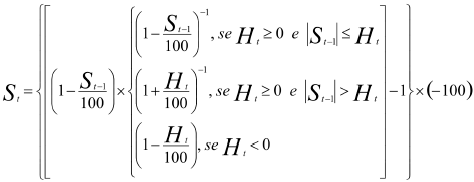 S_t = { [ (1 − S_{t-1}/100) × { (1 − S_{t-1}/100)^{-1}, se H_t ≥ 0 e |S_{t-1}| ≤ H_t
(1 + H_t/100)^{-1}, se H_t ≥ 0 e |S_{t-1}| > H_t
(1 − H_t/100), se H_t < 0 ] − 1 } × (−100)